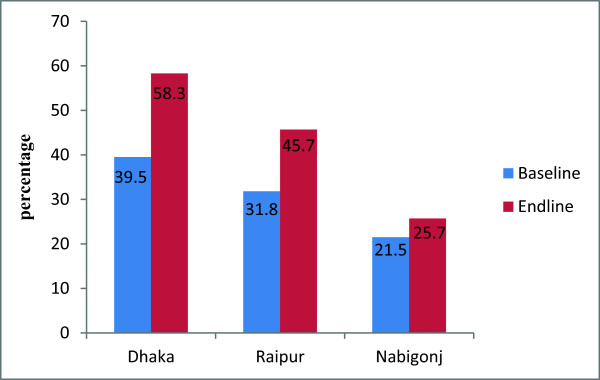 70
60
50
40
30
20
10
0
percentage
39.5
58.3
31.8
45.7
21.5
25.7
Dhaka
Raipur
Nabigonj
Baseline
Endline